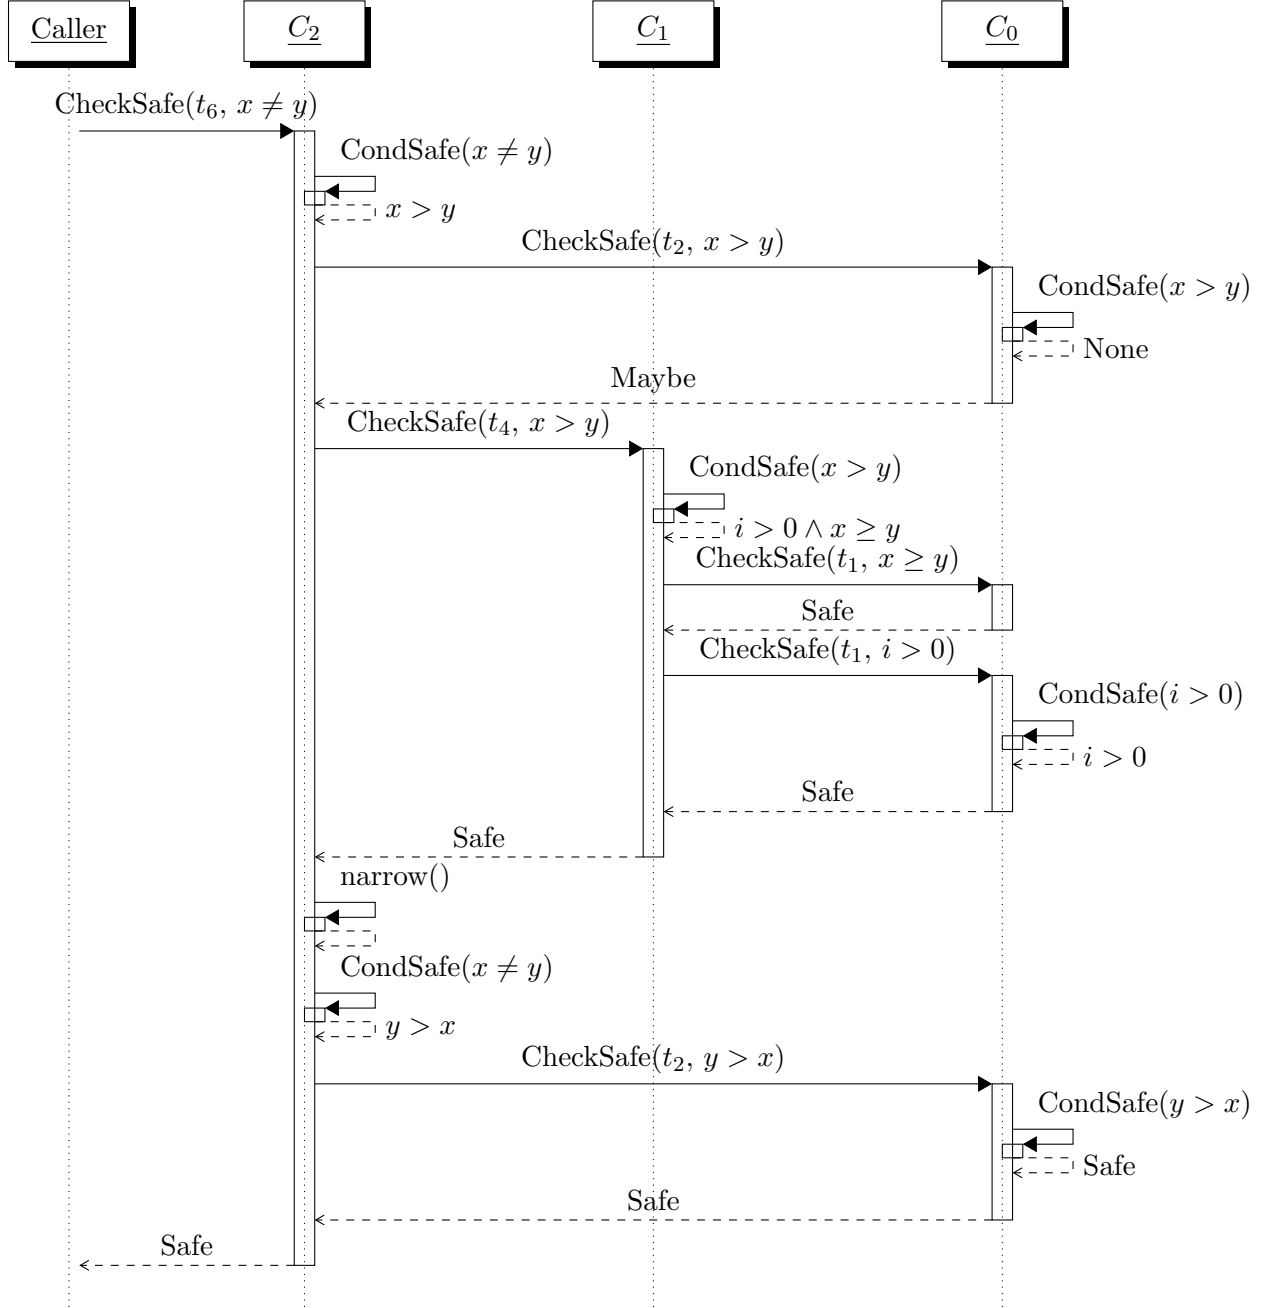 Caller
C₂
C₁
C₀
CheckSafe(t₆, x ≠ y)
CondSafe(x ≠ y)
x > y
CheckSafe(t₂, x > y)
CondSafe(x > y)
None
Maybe
CheckSafe(t₄, x > y)
CondSafe(x > y)
i > 0 ∧ x ≥ y
CheckSafe(t₁, x ≥ y)
Safe
CheckSafe(t₁, i > 0)
CondSafe(i > 0)
i > 0
Safe
Safe
narrow()
CondSafe(x ≠ y)
y > x
CheckSafe(t₂, y > x)
CondSafe(y > x)
Safe
Safe
Safe